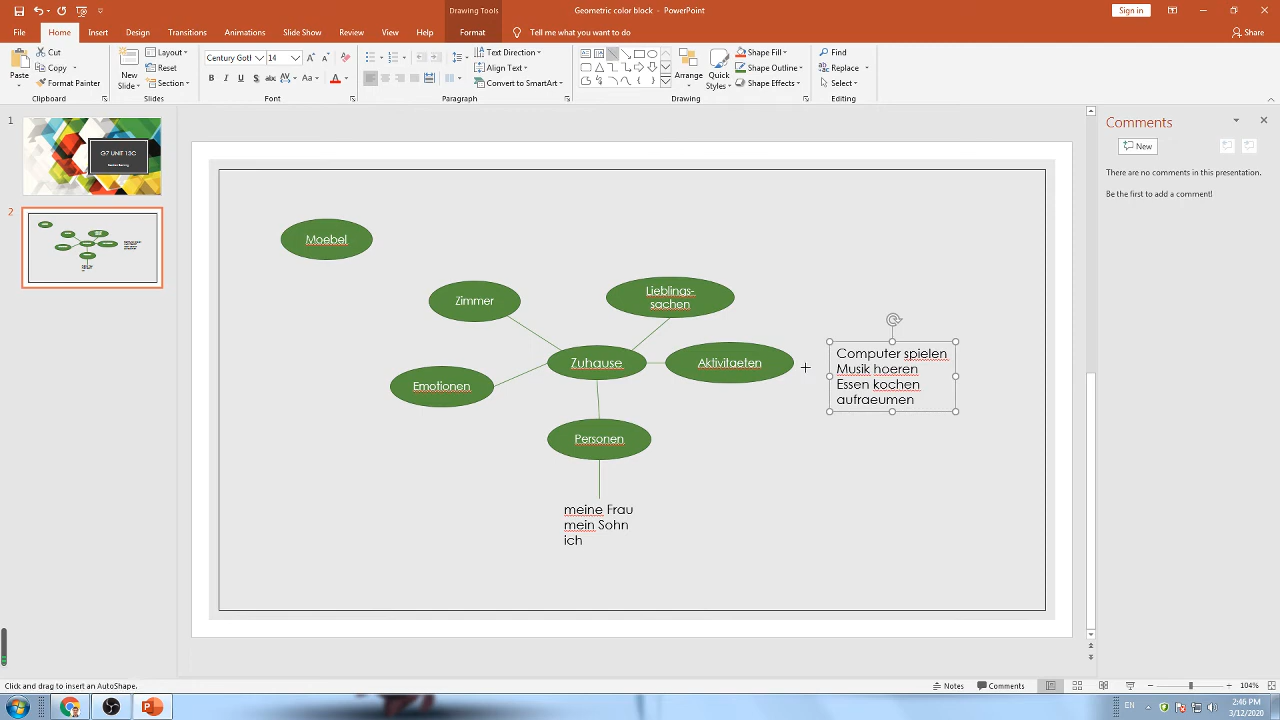 Drawing Tools
Geometric color block - PowerPoint
Sign in
File
Home
Insert
Design
Transitions
Animations
Slide Show
Review
View
Help
Format
Tell me what you want to do
Share
Paste
Cut
Copy
Format Painter
Clipboard
New
Slide
Layout
Reset
Section
Slides
Century Gotl
14
Font
Text Direction
Align Text
Convert to SmartArt
Paragraph
Arrange
Quick
Styles
Shape Fill
Shape Outline
Shape Effects
Drawing
Find
Replace
Select
Editing
1
G7 UNIT 13C
2
Moebel
Zimmer
Lieblings-
sachen
Zuhause
Aktivitaeten
Emotionen
Personen
meine Frau
mein Sohn
ich
Computer spielen
Musik hoeren
Essen kochen
aufraeumen
Comments
New
There are no comments in this presentation.
Be the first to add a comment!
Click and drag to insert an AutoShape.
Notes
Comments
104%
EN
2:46 PM
3/12/2020